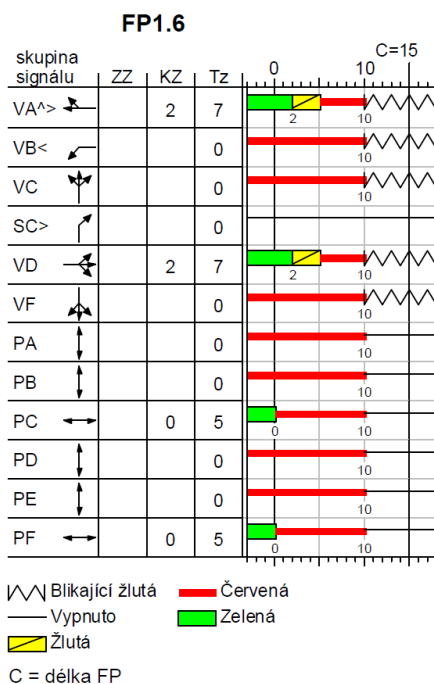 FP1.6
skupina signálu ZZ KZ Tz 0 10 C=15
VA^> 2 7 2 10
VB< 0 10
VC 0 10
SC> 0
VD 2 7 2 10
VF 0 10
PA 0 10
PB 0 10
PC 0 5 0 10
PD 0 10
PE 0 10
PF 0 5 0 10
Blikající žlutá Červená
Vypnuto Zelená
Žlutá
C = délka FP